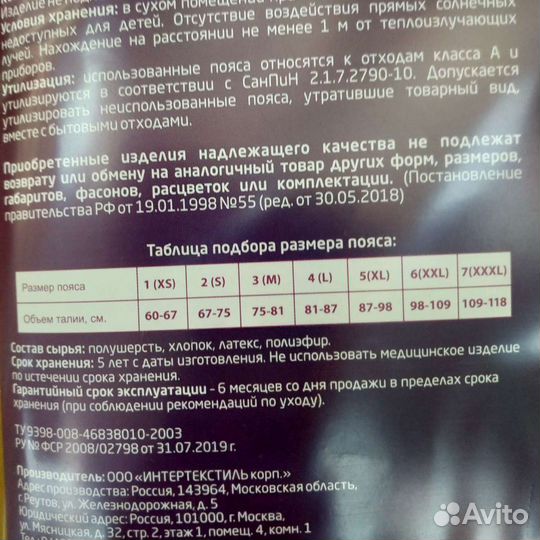 Изделие не под
Условия хранения: в сухом помещении
недоступных для детей. Отсутствие воздействия прямых солнечных
лучей. Нахождение на расстоянии не менее 1 м от теплоизлучающих
приборов.
Утилизация: использованные пояса относятся к отходам класса А и
утилизируются в соответствии с СанПиН 2.1.7.2790-10. Допускается
утилизировать неиспользованные пояса, утратившие товарный вид,
вместе с бытовыми отходами.
Приобретенные изделия надлежащего качества не подлежат
возврату или обмену на аналогичный товар других форм, размеров,
габаритов, фасонов, расцветок или комплектации. (Постановление
правительства РФ от 19.01.1998 №55 (ред. от 30.05.2018)
Таблица подбора размера пояса:
Размер пояса 1 (XS) 2 (S) 3 (M) 4 (L) 5(XL) 6(XXL) 7(XXXL)
Объем талии, см. 60-67 67-75 75-81 81-87 87-98 98-109 109-118
Состав сырья: полушерсть, хлопок, латекс, полиэфир.
Срок хранения: 5 лет с даты изготовления. Не использовать медицинское изделие
по истечении срока хранения.
Гарантийный срок эксплуатации – 6 месяцев со дня продажи в пределах срока
хранения (при соблюдении рекомендаций по уходу).
ТУ 9398-008-46838010-2003
РУ № ФСР 2008/02798 от 31.07.2019 г.
Производитель: ООО «ИНТЕРТЕКСТИЛЬ корп.»
Адрес производства: Россия, 143964, Московская область,
г. Реутов, ул. Железнодорожная, д. 5
Юридический адрес: Россия, 101000, г. Москва,
ул. Мясницкая, д. 32, стр. 2, этаж 1, помещ. 4, комн. 1
Avito